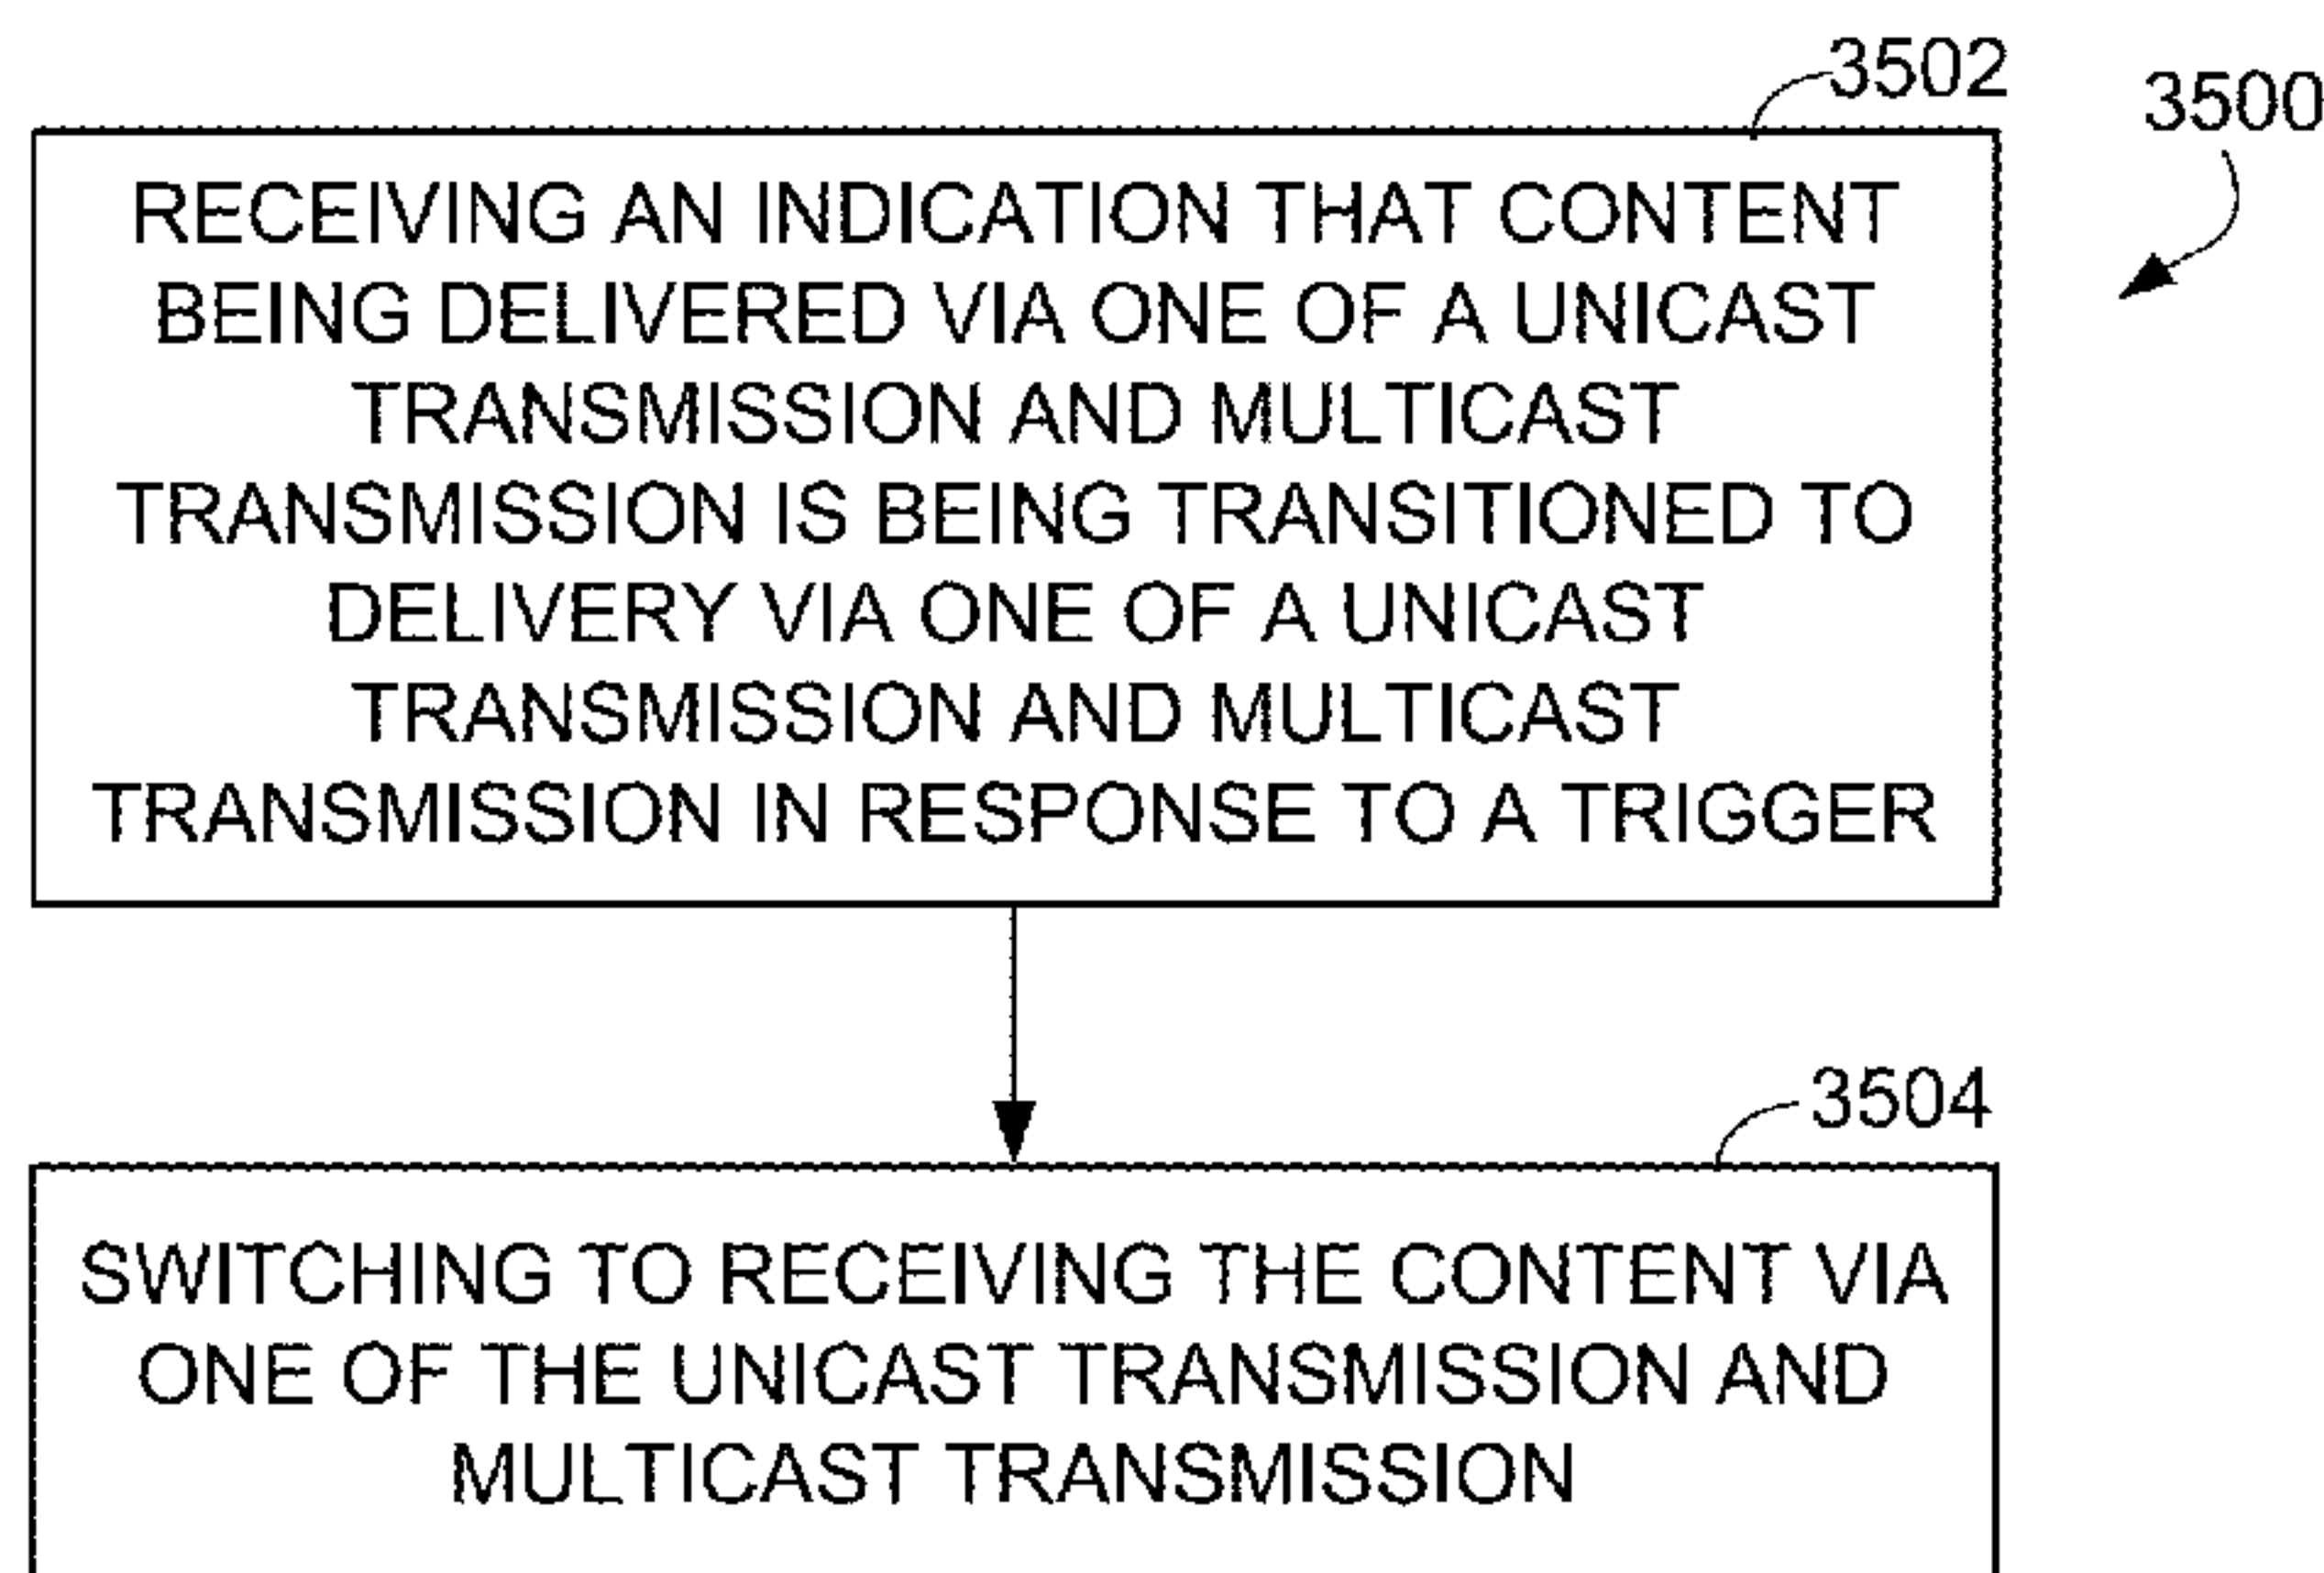 3502
3500
RECEIVING AN INDICATION THAT CONTENT
BEING DELIVERED VIA ONE OF A UNICAST
TRANSMISSION AND MULTICAST
TRANSMISSION IS BEING TRANSITIONED TO
DELIVERY VIA ONE OF A UNICAST
TRANSMISSION AND MULTICAST
TRANSMISSION IN RESPONSE TO A TRIGGER
3504
SWITCHING TO RECEIVING THE CONTENT VIA
ONE OF THE UNICAST TRANSMISSION AND
MULTICAST TRANSMISSION